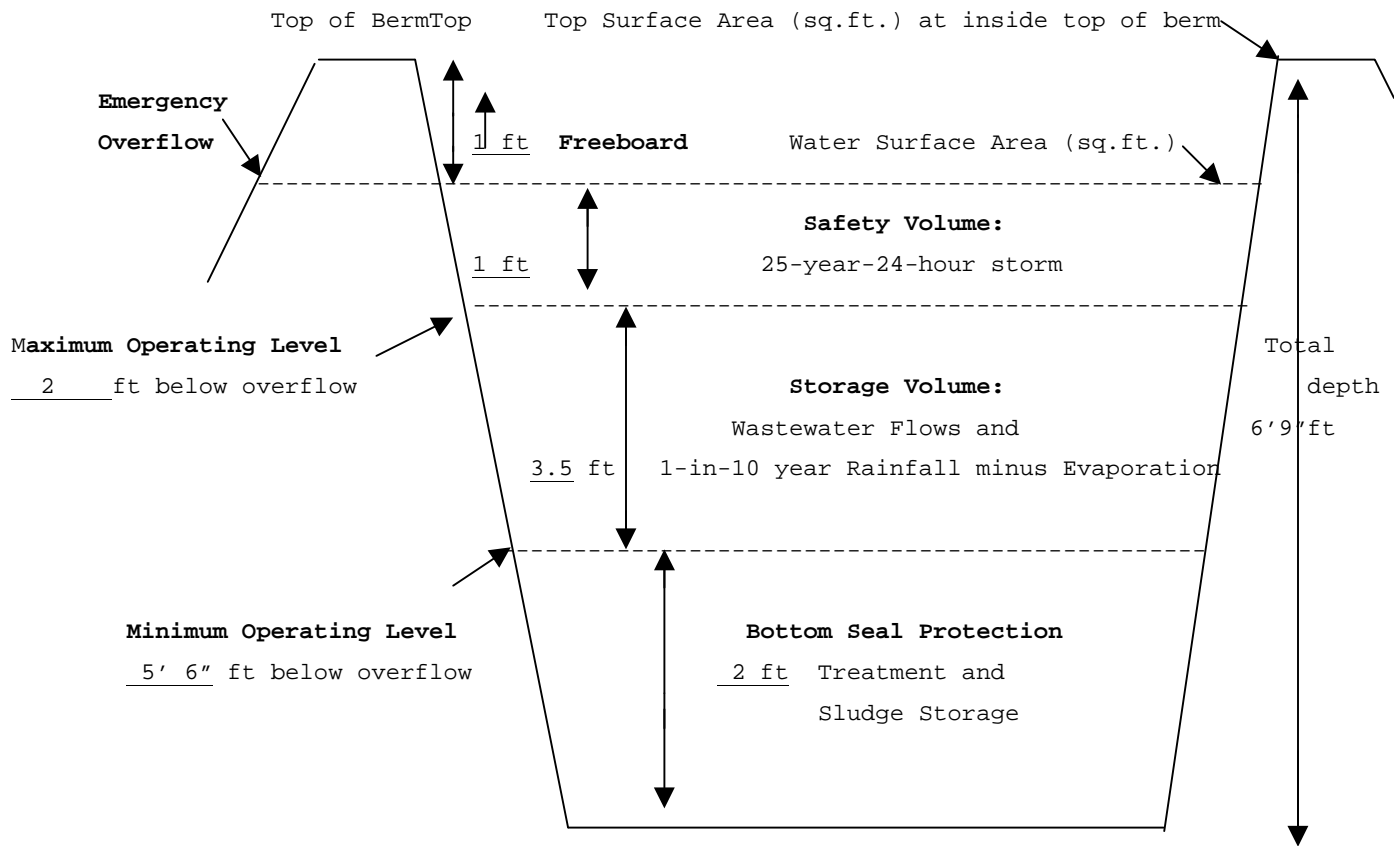 Top of BermTop Top Surface Area (sq.ft.) at inside top of berm
Emergency
Overflow
1 ft Freeboard Water Surface Area (sq.ft.)
Safety Volume:
1 ft 25-year-24-hour storm
Maximum Operating Level
2 ft below overflow
Total
depth
6’9”ft
Storage Volume:
Wastewater Flows and
3.5 ft 1-in-10 year Rainfall minus Evaporation
Minimum Operating Level
5’ 6” ft below overflow
Bottom Seal Protection
2 ft Treatment and
Sludge Storage